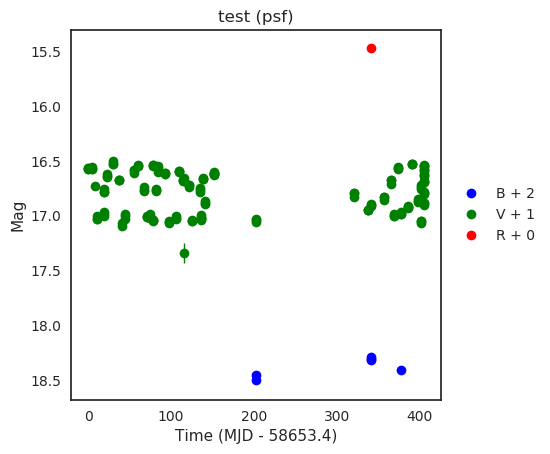 test (psf)
15.5
16.0
16.5
17.0
17.5
18.0
18.5
Mag
0
100
200
300
400
Time (MJD - 58653.4)
B + 2
V + 1
R + 0